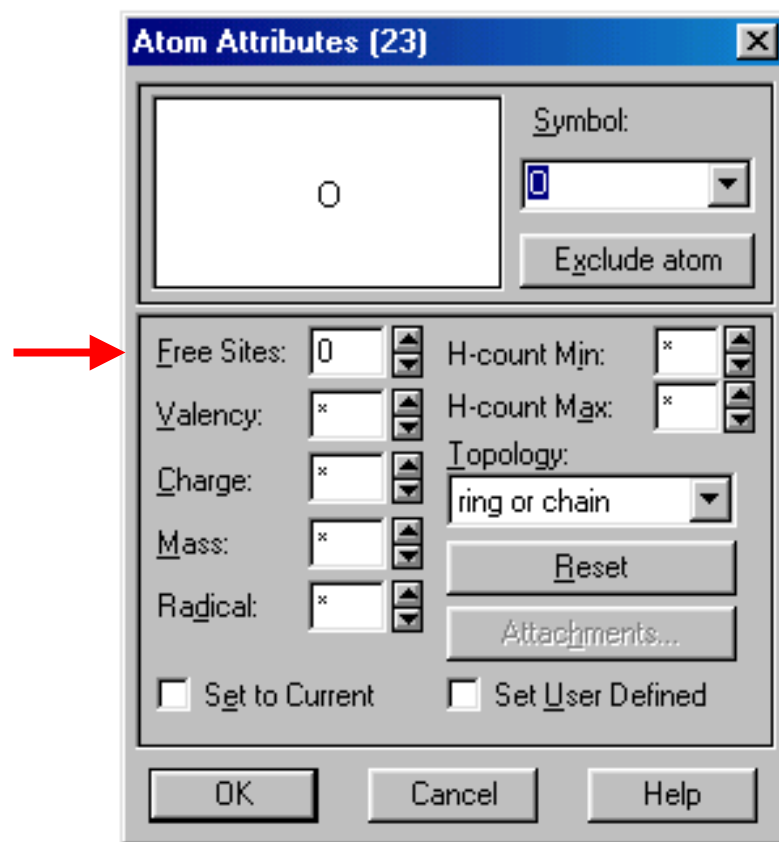 Atom Attributes (23)
Symbol:
O
O
Exclude atom
Free Sites: 0
H-count Min: *
Valency: *
H-count Max: *
Charge: *
Topology:
ring or chain
Mass: *
Reset
Radical: *
Attachments...
Set to Current
Set User Defined
OK
Cancel
Help